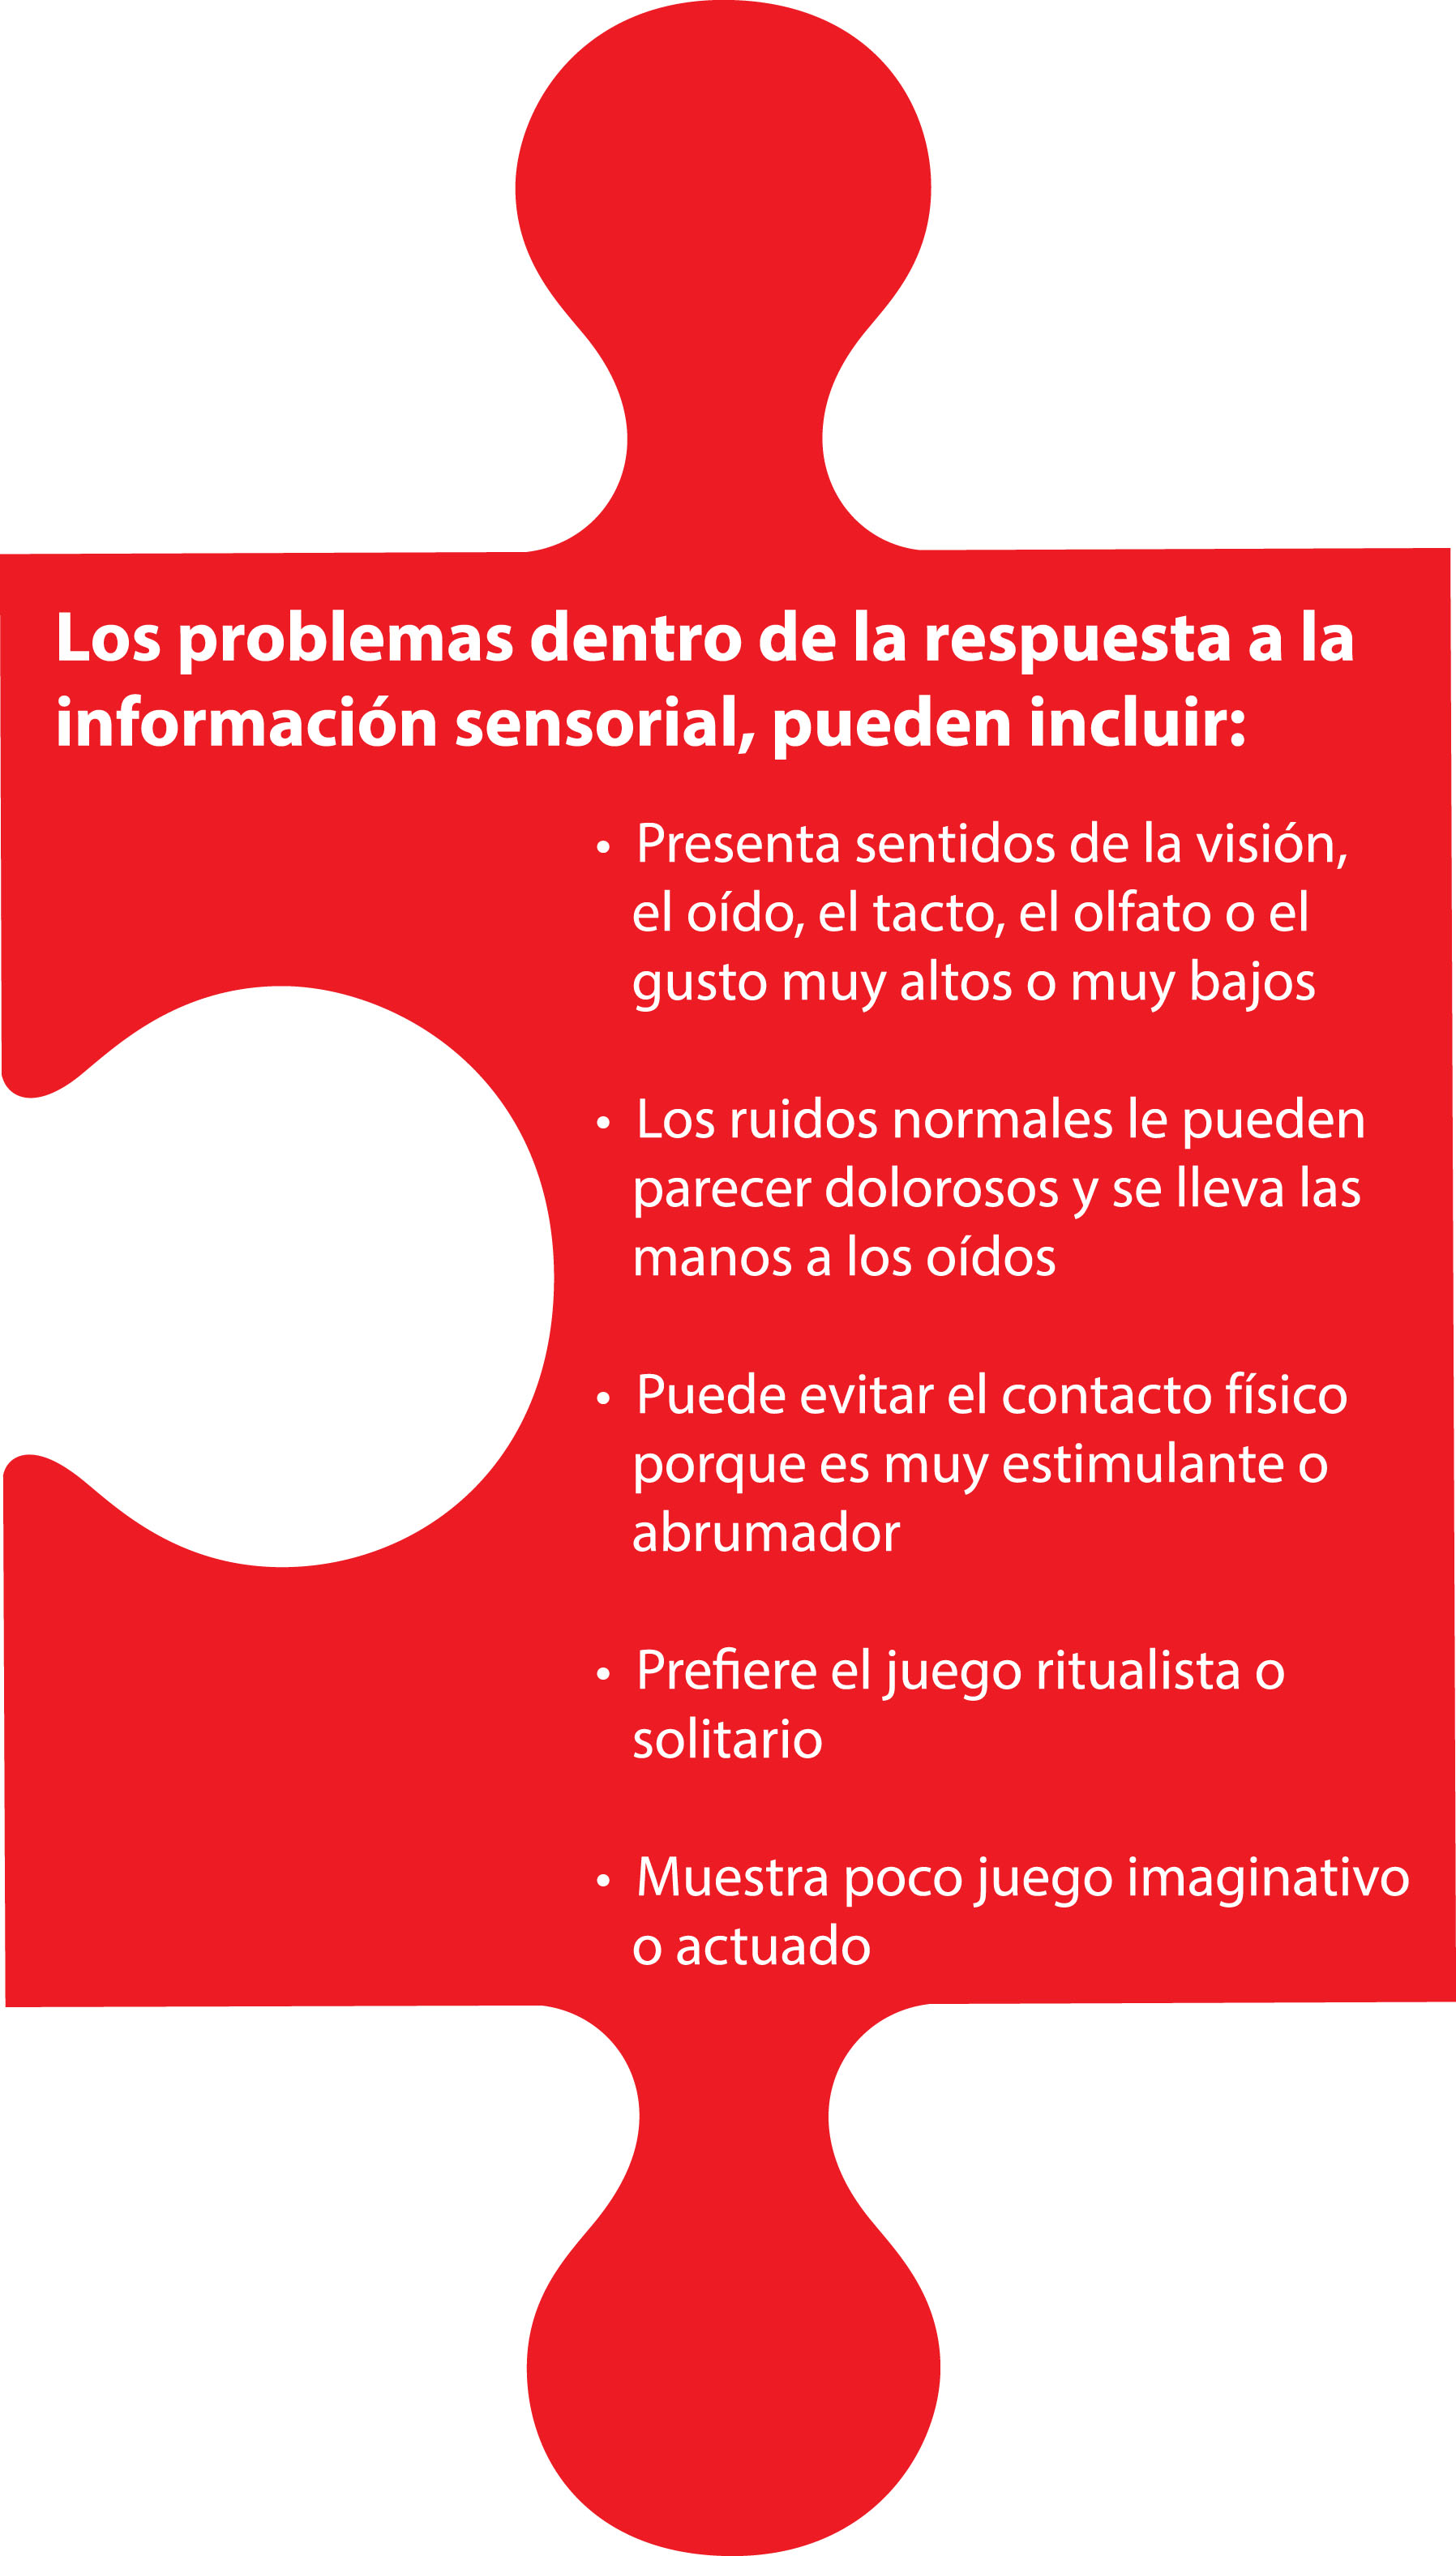 Los problemas dentro de la respuesta a la
información sensorial, pueden incluir:
• Presenta sentidos de la visión,
el oído, el tacto, el olfato o el
gusto muy altos o muy bajos
• Los ruidos normales le pueden
parecer dolorosos y se lleva las
manos a los oídos
• Puede evitar el contacto físico
porque es muy estimulante o
abrumador
• Prefiere el juego ritualista o
solitario
• Muestra poco juego imaginativo
o actuado